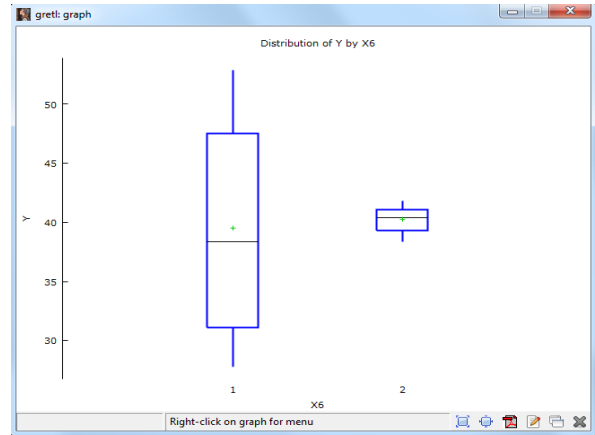 gretl: graph
Distribution of Y by X6
50
45
40
35
30
Y
1 2
X6
Right-click on graph for menu